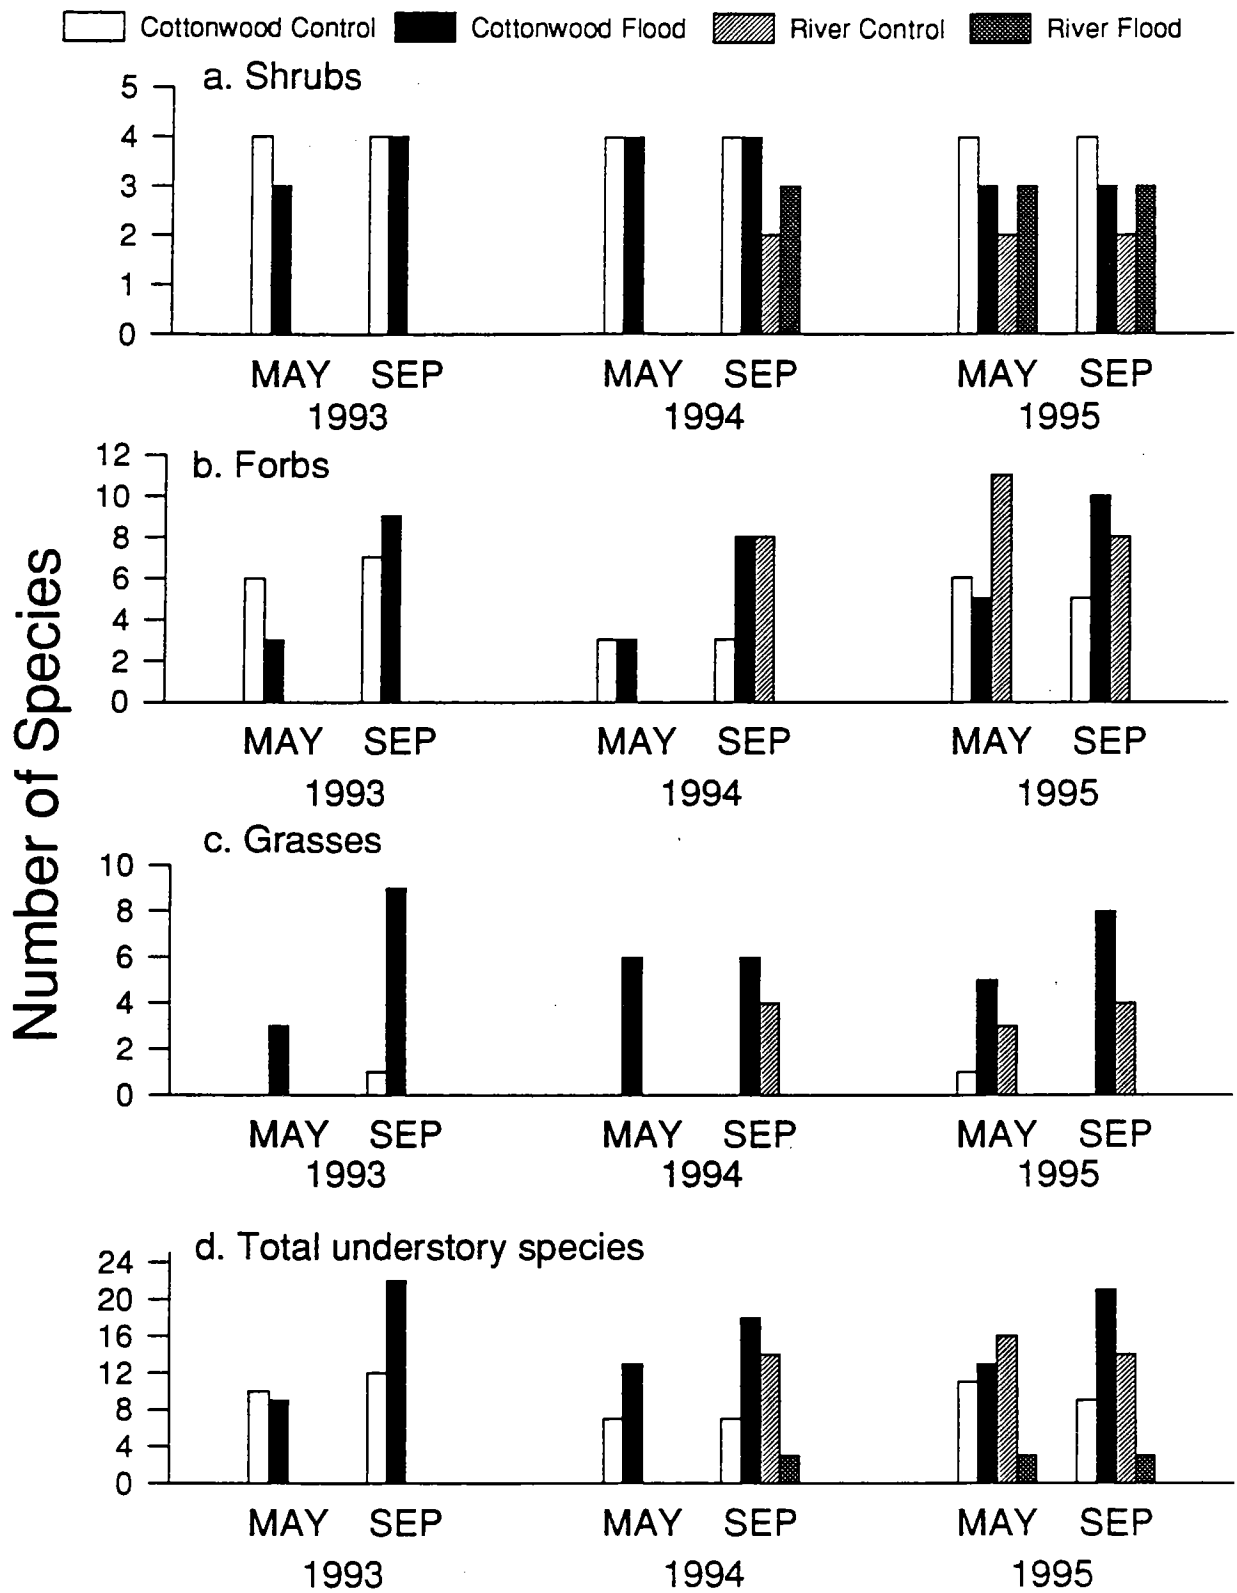 Cottonwood Control Cottonwood Flood River Control River Flood
a. Shrubs
5
4
3
2
1
0
MAY SEP MAY SEP MAY SEP
1993 1994 1995
b. Forbs
12
10
8
6
4
2
0
MAY SEP MAY SEP MAY SEP
1993 1994 1995
Number of Species
c. Grasses
10
8
6
4
2
0
MAY SEP MAY SEP MAY SEP
1993 1994 1995
d. Total understory species
24
20
16
12
8
4
0
MAY SEP MAY SEP MAY SEP
1993 1994 1995